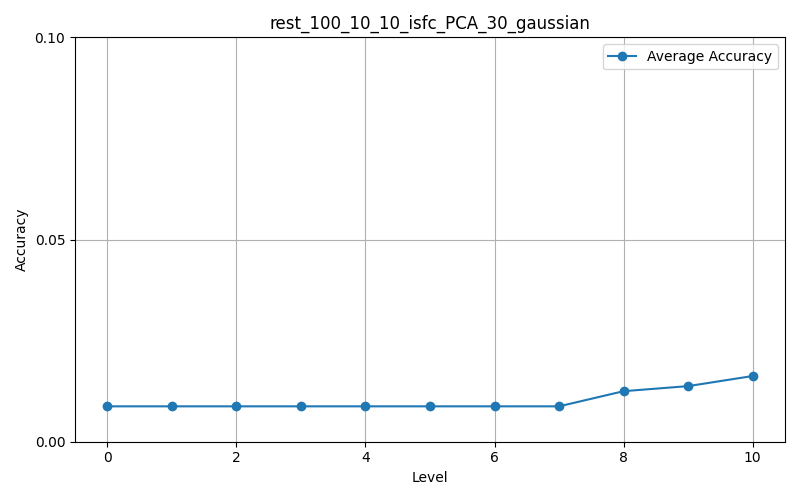 rest_100_10_10_isfc_PCA_30_gaussian
Average Accuracy
0.10
0.05
0.00
Accuracy
0 2 4 6 8 10
Level